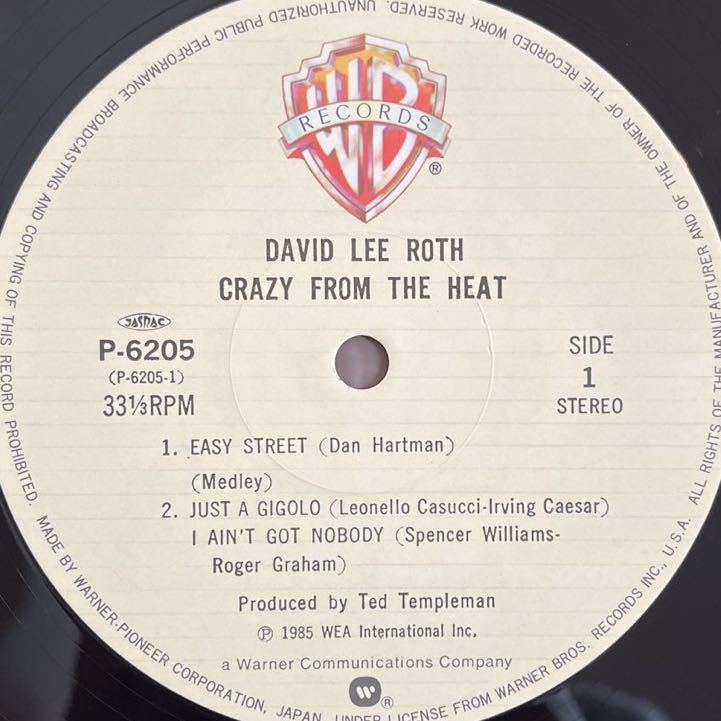 WB
RECORDS
®
DAVID LEE ROTH
CRAZY FROM THE HEAT
JASRAC
P-6205
(P-6205-1)
33⅓RPM
SIDE
1
STEREO
1. EASY STREET (Dan Hartman)
(Medley)
2. JUST A GIGOLO (Leonello Casucci-Irving Caesar)
I AIN'T GOT NOBODY (Spencer Williams-
Roger Graham)
Produced by Ted Templeman
℗ 1985 WEA International Inc.
a Warner Communications Company
®
MADE BY WARNER-PIONEER CORPORATION, JAPAN, UNDER LICENSE FROM WARNER BROS. RECORDS INC., U.S.A. ALL RIGHTS OF THE MANUFACTURER AND OF THE OWNER OF THE RECORDED WORK RESERVED. UNAUTHORIZED PUBLIC PERFORMANCE BROADCASTING AND COPYING OF THIS RECORD PROHIBITED.